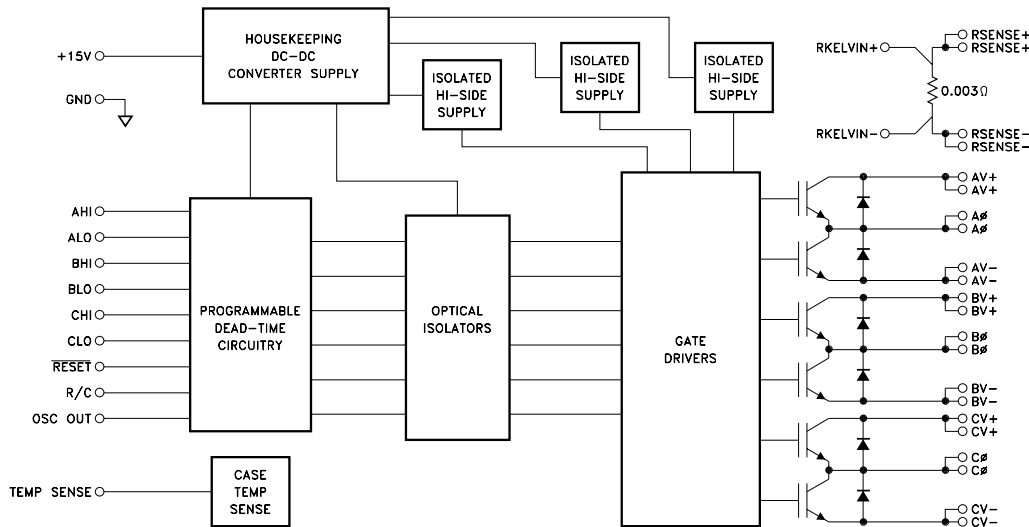 +15V
GND
HOUSEKEEPING
DC-DC
CONVERTER SUPPLY
ISOLATED
HI-SIDE
SUPPLY
ISOLATED
HI-SIDE
SUPPLY
ISOLATED
HI-SIDE
SUPPLY
RKELVIN+
RSENSE+
RSENSE+
0.003Ω
RKELVIN-
RSENSE-
RSENSE-
AHI
ALO
BHI
BLO
CHI
CLO
RESET
R/C
OSC OUT
PROGRAMMABLE
DEAD-TIME
CIRCUITRY
OPTICAL
ISOLATORS
GATE
DRIVERS
AV+
AV+
AØ
AØ
AV-
AV-
BV+
BV+
BØ
BØ
BV-
BV-
CV+
CV+
CØ
CØ
CV-
CV-
TEMP SENSE
CASE
TEMP
SENSE